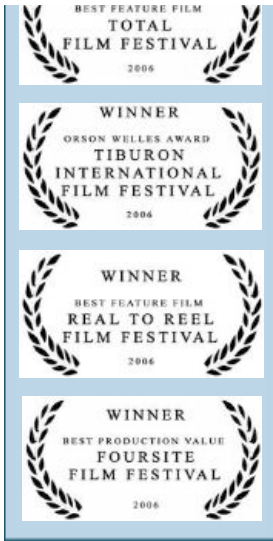 BEST FEATURE FILM
TOTAL
FILM FESTIVAL
2006
WINNER
ORSON WELLES AWARD
TIBURON
INTERNATIONAL
FILM FESTIVAL
2006
WINNER
BEST FEATURE FILM
REAL TO REEL
FILM FESTIVAL
2006
WINNER
BEST PRODUCTION VALUE
FOURSITE
FILM FESTIVAL
2006